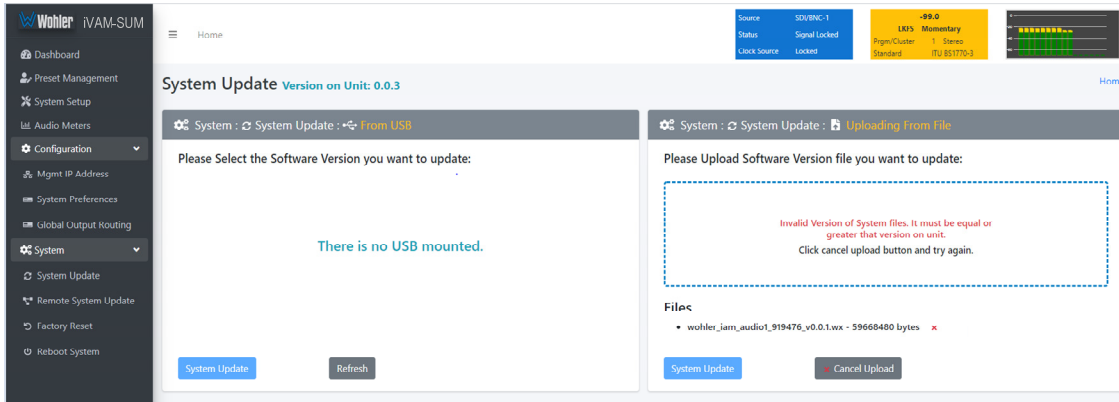 Wohler iVAM-SUM
Dashboard
Preset Management
System Setup
Audio Meters
Configuration
Mgmt IP Address
System Preferences
Global Output Routing
System
System Update
Remote System Update
Factory Reset
Reboot System
Home
Source SDI/BNC-1
Status Signal Locked
Clock Source Locked
-99.0
LKFS Momentary
Prgm/Cluster 1 Stereo
Standard ITU BS1770-3
System Update Version on Unit: 0.0.3
Hom
System : System Update : From USB
Please Select the Software Version you want to update:
There is no USB mounted.
System Update
Refresh
System : System Update : Uploading From File
Please Upload Software Version file you want to update:
Invalid Version of System files. It must be equal or
greater that version on unit.
Click cancel upload button and try again.
Files
wohler_iam_audio1_919476_v0.0.1.wx - 59668480 bytes x
System Update
x Cancel Upload